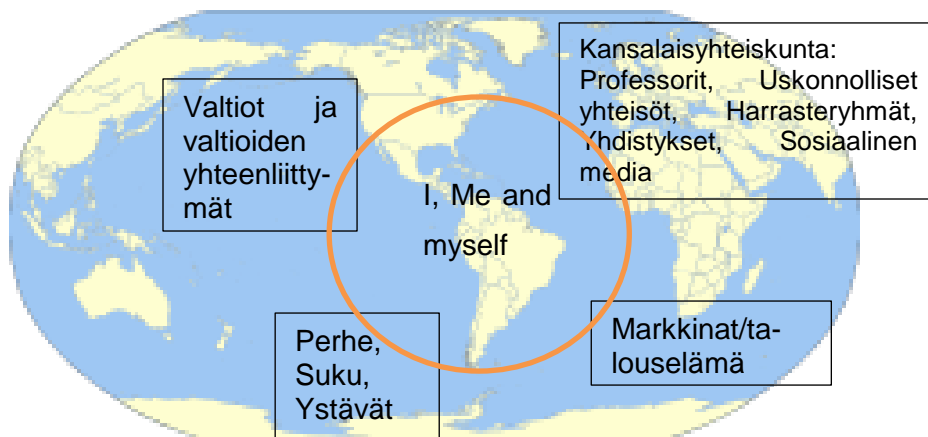 Kansalaisyhteiskunta:
Professorit, Uskonnolliset
yhteisöt, Harrasteryhmät,
Yhdistykset, Sosiaalinen
media
Valtiot ja
valtioiden
yhteenliitty-
mät
I, Me and
myself
Markkinat/ta-
louselämä
Perhe,
Suku,
Ystävät